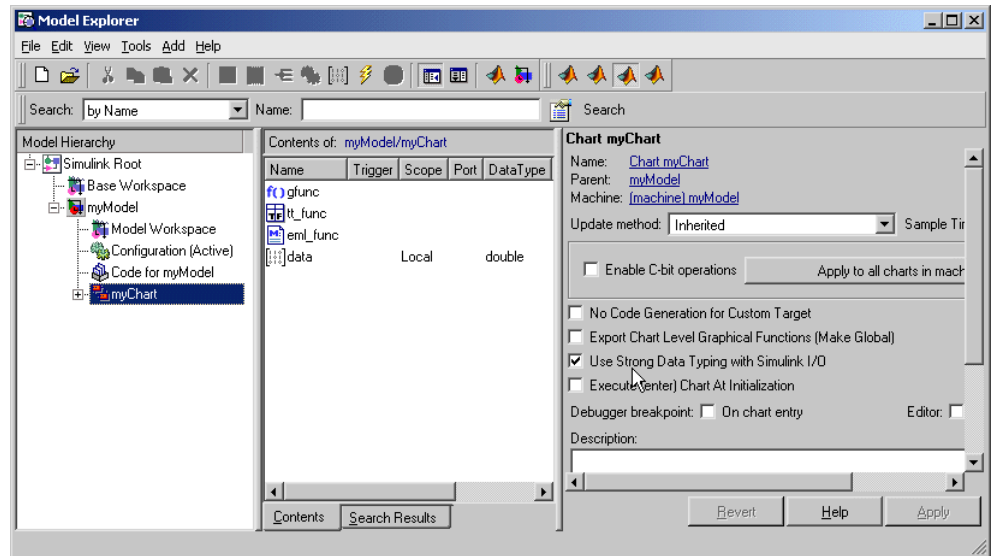 Model Explorer
File Edit View Tools Add Help
Search: by Name Name: Search
Model Hierarchy
Simulink Root
Base Workspace
myModel
Model Workspace
Configuration (Active)
Code for myModel
myChart
Contents of: myModel/myChart
Name Trigger Scope Port DataType
f() gfunc
tt_func
eml_func
data Local double
Contents Search Results
Chart myChart
Name: Chart myChart
Parent: myModel
Machine: (machine) myModel
Update method: Inherited Sample Tir
Enable C-bit operations Apply to all charts in mach
No Code Generation for Custom Target
Export Chart Level Graphical Functions (Make Global)
Use Strong Data Typing with Simulink I/O
Execute (enter) Chart At Initialization
Debugger breakpoint: On chart entry Editor:
Description:
Revert Help Apply